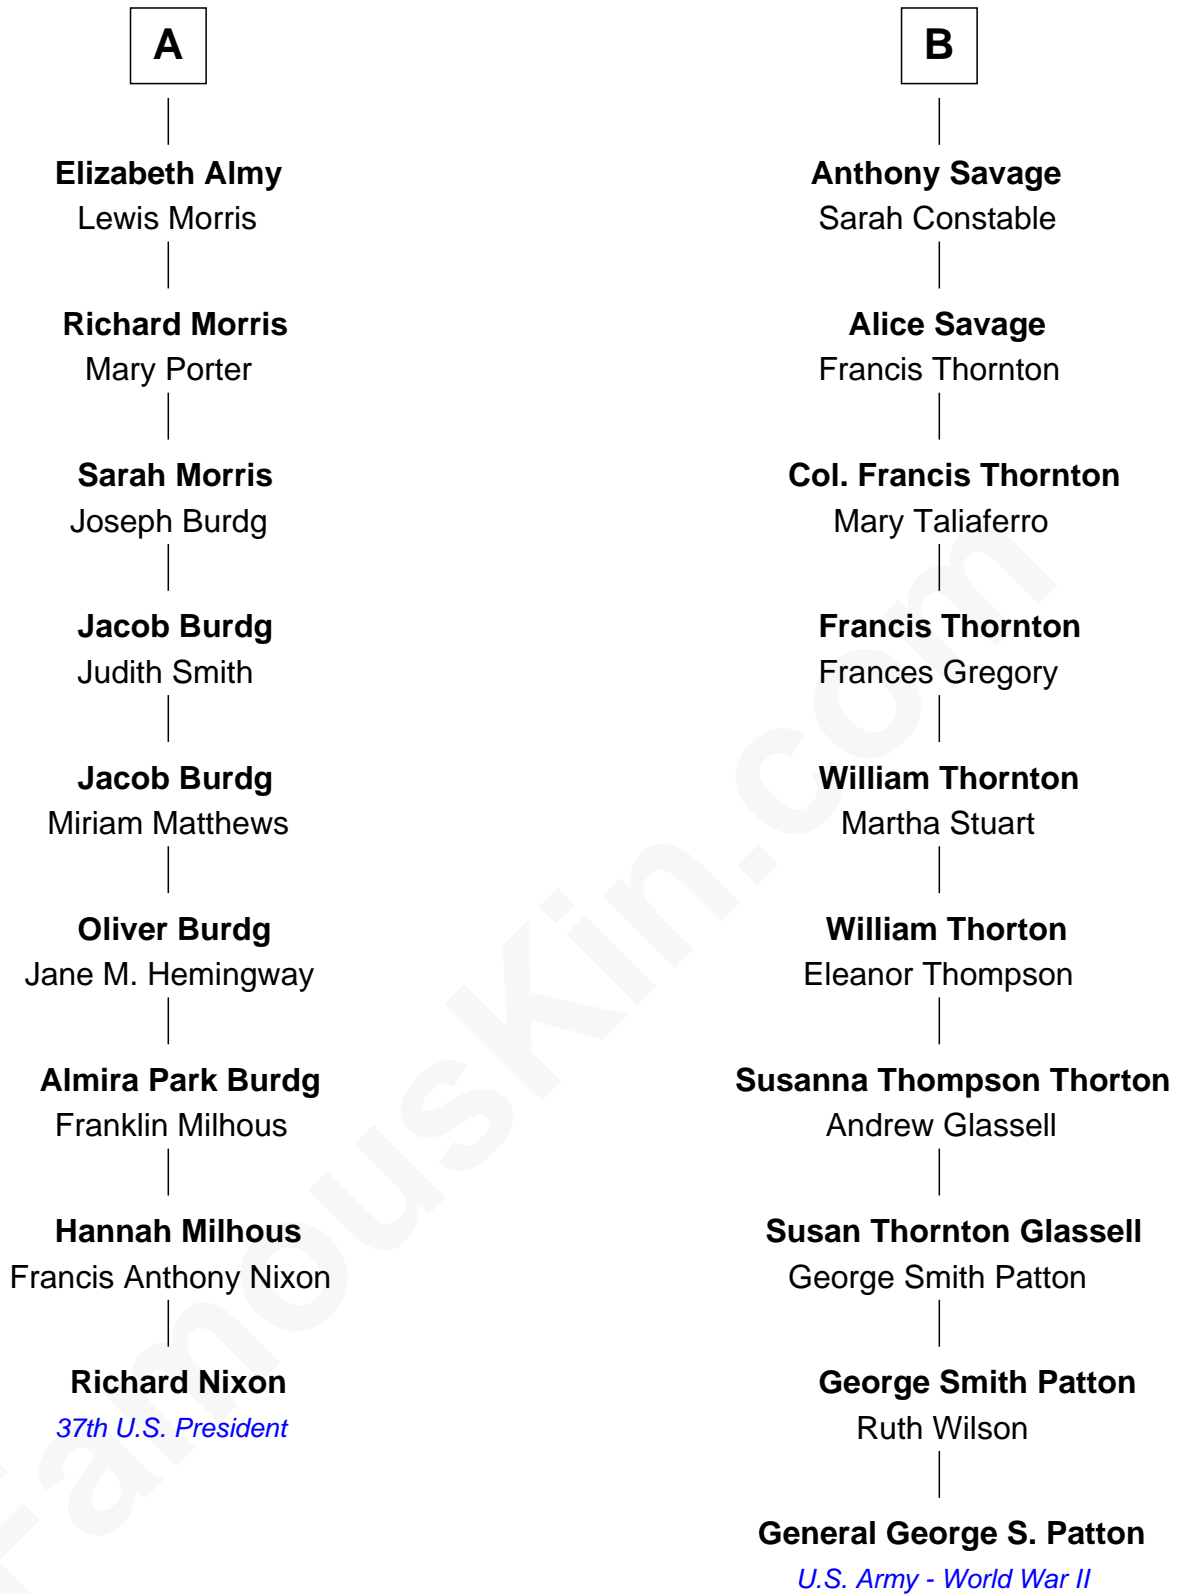 A
Elizabeth Almy
Lewis Morris
Richard Morris
Mary Porter
Sarah Morris
Joseph Burdg
Jacob Burdg
Judith Smith
Jacob Burdg
Miriam Matthews
Oliver Burdg
Jane M. Hemingway
Almira Park Burdg
Franklin Milhous
Hannah Milhous
Francis Anthony Nixon
Richard Nixon
37th U.S. President
B
Anthony Savage
Sarah Constable
Alice Savage
Francis Thornton
Col. Francis Thornton
Mary Taliaferro
Francis Thornton
Frances Gregory
William Thornton
Martha Stuart
William Thorton
Eleanor Thompson
Susanna Thompson Thorton
Andrew Glassell
Susan Thornton Glassell
George Smith Patton
George Smith Patton
Ruth Wilson
General George S. Patton
U.S. Army - World War II
FamousKin.com